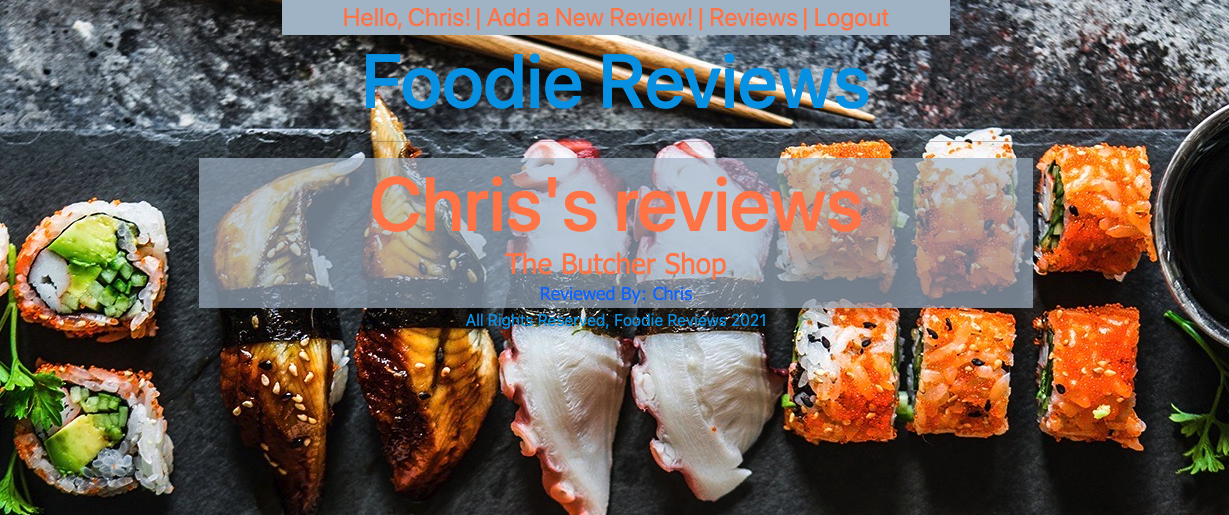 Hello, Chris! | Add a New Review! | Reviews | Logout
Foodie Reviews
Chris's reviews
The Butcher Shop
Reviewed By: Chris
All Rights Reserved, Foodie Reviews 2021